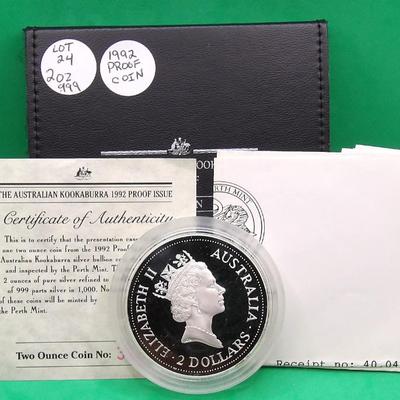 LOT
24
2 OZ
.999
1992
PROOF
COIN
THE AUSTRALIAN KOOKABURRA 1992 PROOF ISSUE
Certificate of Authenticity
This is to certify that the presentation case
one two ounce coin from the 1992 Proof
Australian Kookaburra silver bullion
and inspected by the Perth Mint. T
2 ounces of pure silver refined to
of 999 parts silver in 1,000. No
of these coins will be minted by
the Perth Mint.
Two Ounce Coin No:
MINT
ELIZABETH II AUSTRALIA
2 DOLLARS
Receipt no: 40.04